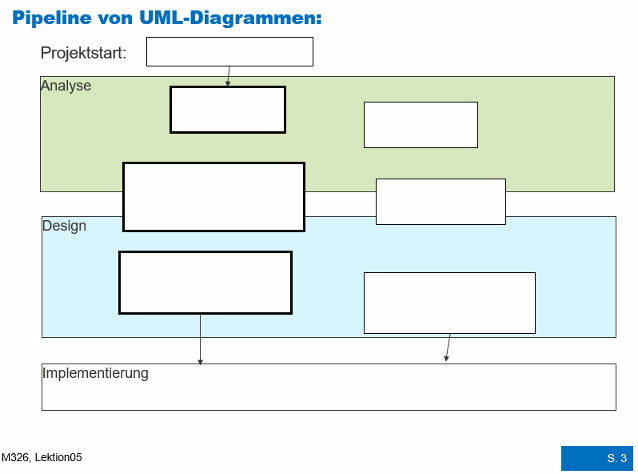 Pipeline von UML-Diagrammen:
Projektstart:
Analyse
Design
Implementierung
M326, Lektion05
S. 3